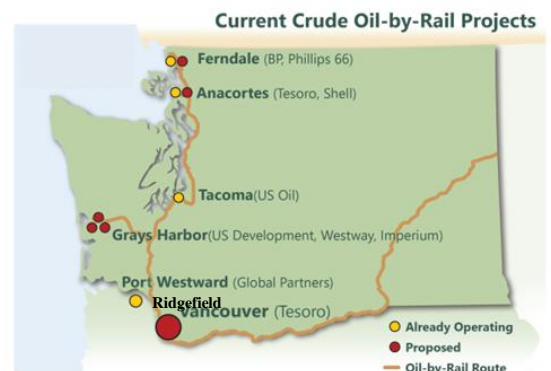 Current Crude Oil-by-Rail Projects
Ferndale (BP, Phillips 66)
Anacortes (Tesoro, Shell)
Tacoma(US Oil)
Grays Harbor(US Development, Westway, Imperium)
Port Westward (Global Partners)
Ridgefield
Vancouver (Tesoro)
Already Operating
Proposed
Oil-by-Rail Route